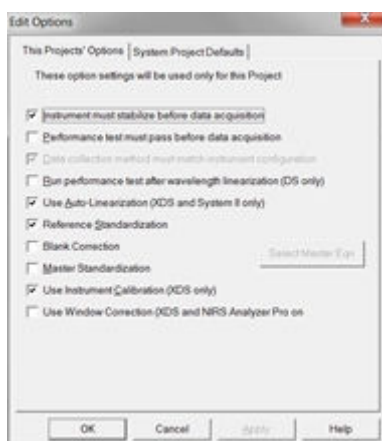 Edit Options
This Projects' Options
System Project Defaults
These option settings will be used only for this Project
Instrument must stabilize before data acquisition
Performance test must pass before data acquisition
Data collection method must match instrument configuration
Run performance test after wavelength linearization (DS only)
Use Auto-Linearization (XDS and System II only)
Reference Standardization
Blank Correction
Select Master Eqn
Master Standardization
Use Instrument Calibration (XDS only)
Use Window Correction (XDS and NIRS Analyzer Pro on
OK
Cancel
Apply
Help